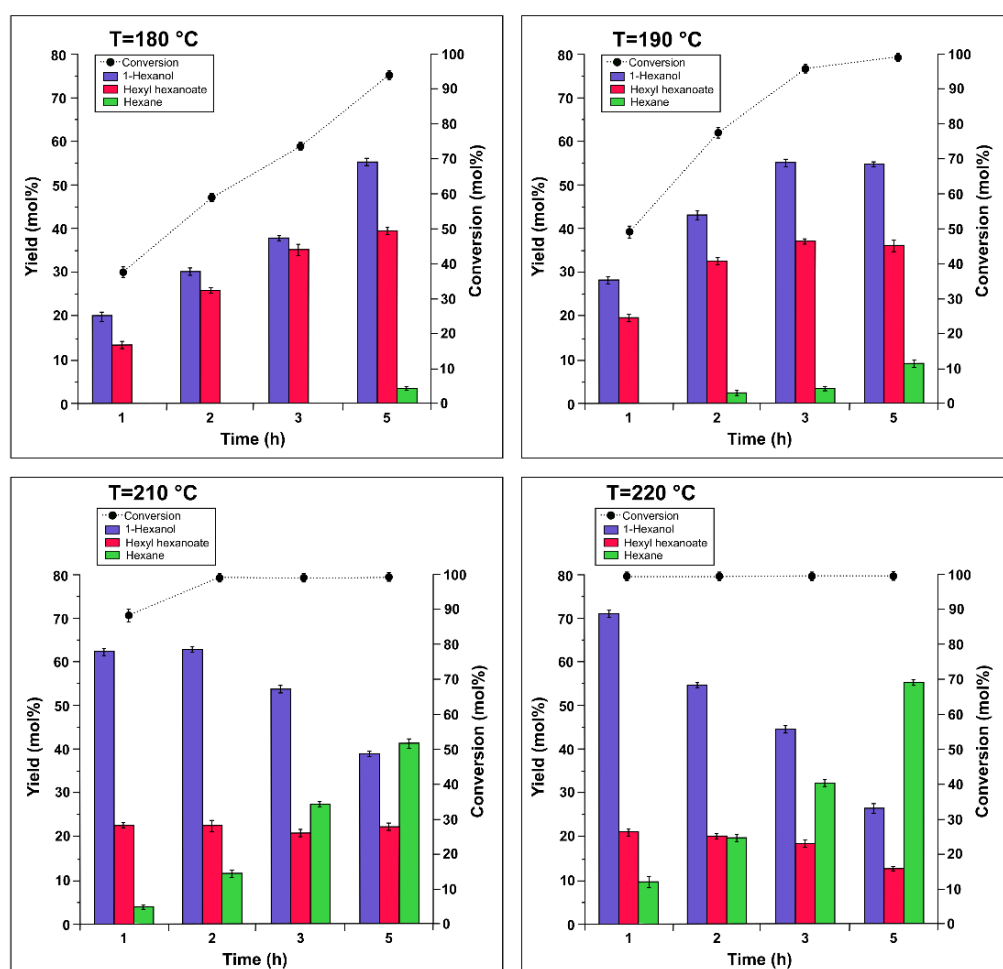 T=180 °C
Conversion
1-Hexanol
Hexyl hexanoate
Hexane
Yield (mol%)
80
70
60
50
40
30
20
10
0
100
90
80
70
60
50
40
30
20
10
0
Conversion (mol%)
1 2 3 5
Time (h)
T=190 °C
Conversion
1-Hexanol
Hexyl hexanoate
Hexane
Yield (mol%)
80
70
60
50
40
30
20
10
0
100
90
80
70
60
50
40
30
20
10
0
Conversion (mol%)
1 2 3 5
Time (h)
T=210 °C
Conversion
1-Hexanol
Hexyl hexanoate
Hexane
Yield (mol%)
80
70
60
50
40
30
20
10
0
100
90
80
70
60
50
40
30
20
10
0
Conversion (mol%)
1 2 3 5
Time (h)
T=220 °C
Conversion
1-Hexanol
Hexyl hexanoate
Hexane
Yield (mol%)
80
70
60
50
40
30
20
10
0
100
90
80
70
60
50
40
30
20
10
0
Conversion (mol%)
1 2 3 5
Time (h)